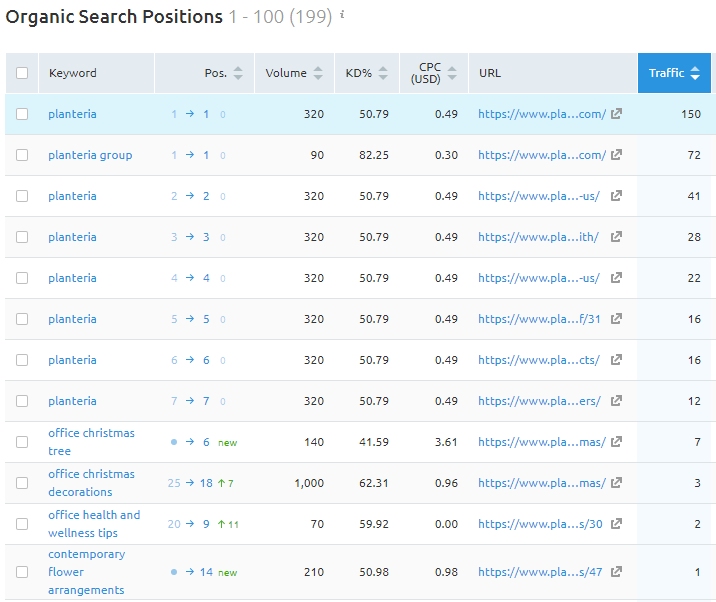 Organic Search Positions 1 - 100 (199) i
Keyword Pos. Volume KD% CPC (USD) URL Traffic
planteria 1 → 1 0 320 50.79 0.49 https://www.pla...com/ 150
planteria group 1 → 1 0 90 82.25 0.30 https://www.pla...com/ 72
planteria 2 → 2 0 320 50.79 0.49 https://www.pla...-us/ 41
planteria 3 → 3 0 320 50.79 0.49 https://www.pla...ith/ 28
planteria 4 → 4 0 320 50.79 0.49 https://www.pla...-us/ 22
planteria 5 → 5 0 320 50.79 0.49 https://www.pla...f/31 16
planteria 6 → 6 0 320 50.79 0.49 https://www.pla...cts/ 16
planteria 7 → 7 0 320 50.79 0.49 https://www.pla...ers/ 12
office christmas
tree • → 6 new 140 41.59 3.61 https://www.pla...mas/ 7
office christmas
decorations 25 → 18 ↑ 7 1,000 62.31 0.96 https://www.pla...mas/ 3
office health and
wellness tips 20 → 9 ↑ 11 70 59.92 0.00 https://www.pla...s/30 2
contemporary
flower • → 14 new 210 50.98 0.98 https://www.pla...s/47 1
arrangements